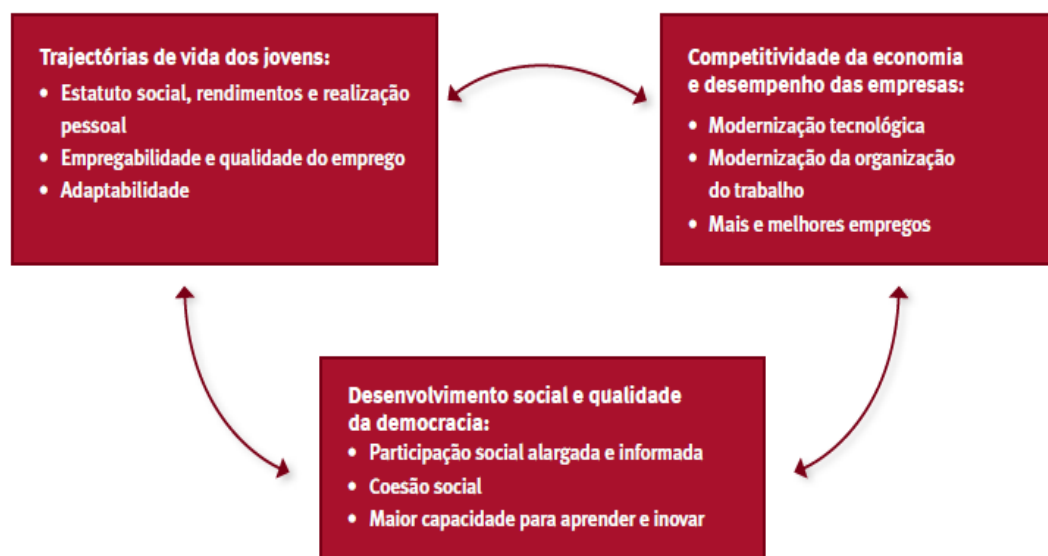 Trajectórias de vida dos jovens:
• Estatuto social, rendimentos e realização
pessoal
• Empregabilidade e qualidade do emprego
• Adaptabilidade
Competitividade da economia
e desempenho das empresas:
• Modernização tecnológica
• Modernização da organização
do trabalho
• Mais e melhores empregos
Desenvolvimento social e qualidade
da democracia:
• Participação social alargada e informada
• Coesão social
• Maior capacidade para aprender e inovar